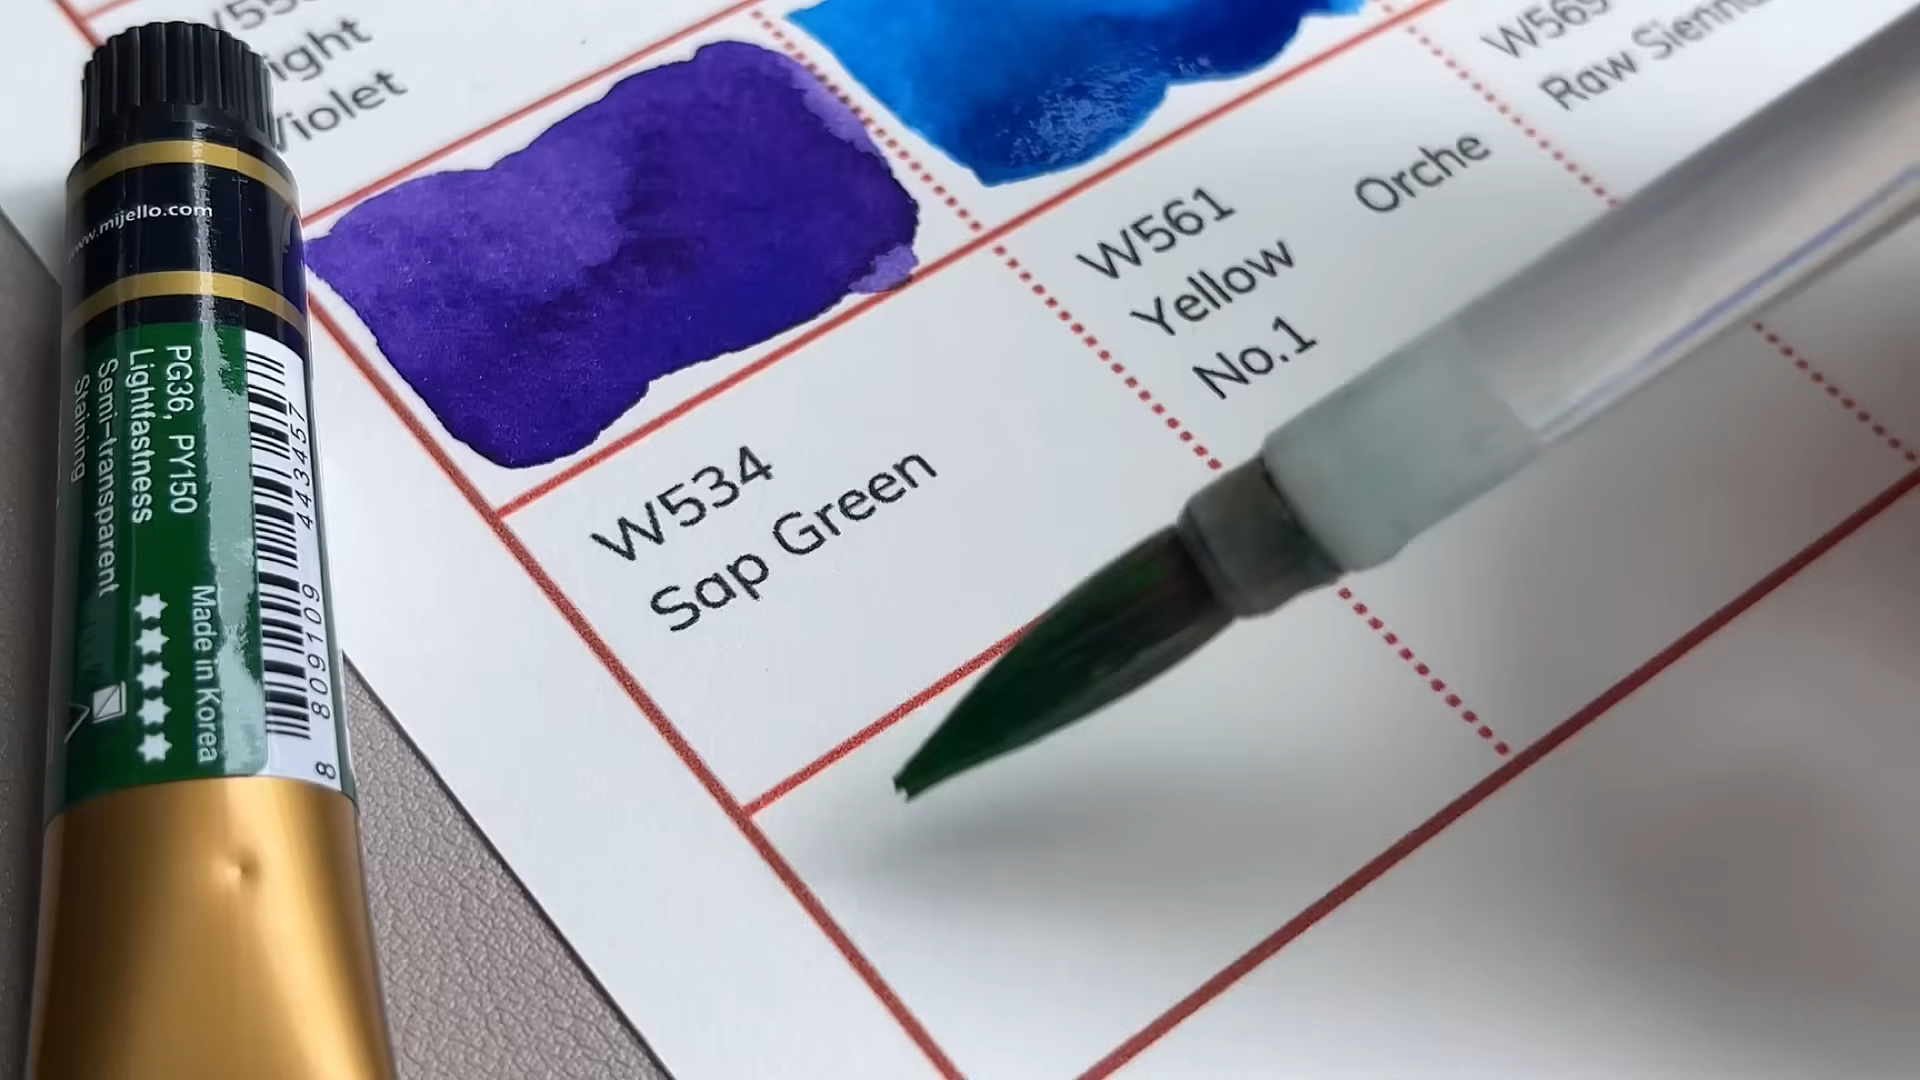 ight
Violet
W569
Raw Sienna
W561
Yellow Orche
No.1
W534
Sap Green
www.mijello.com
PG36, PY150
Lightfastness
Semi-transparent
Staining
Made in Korea
8 809109 443457